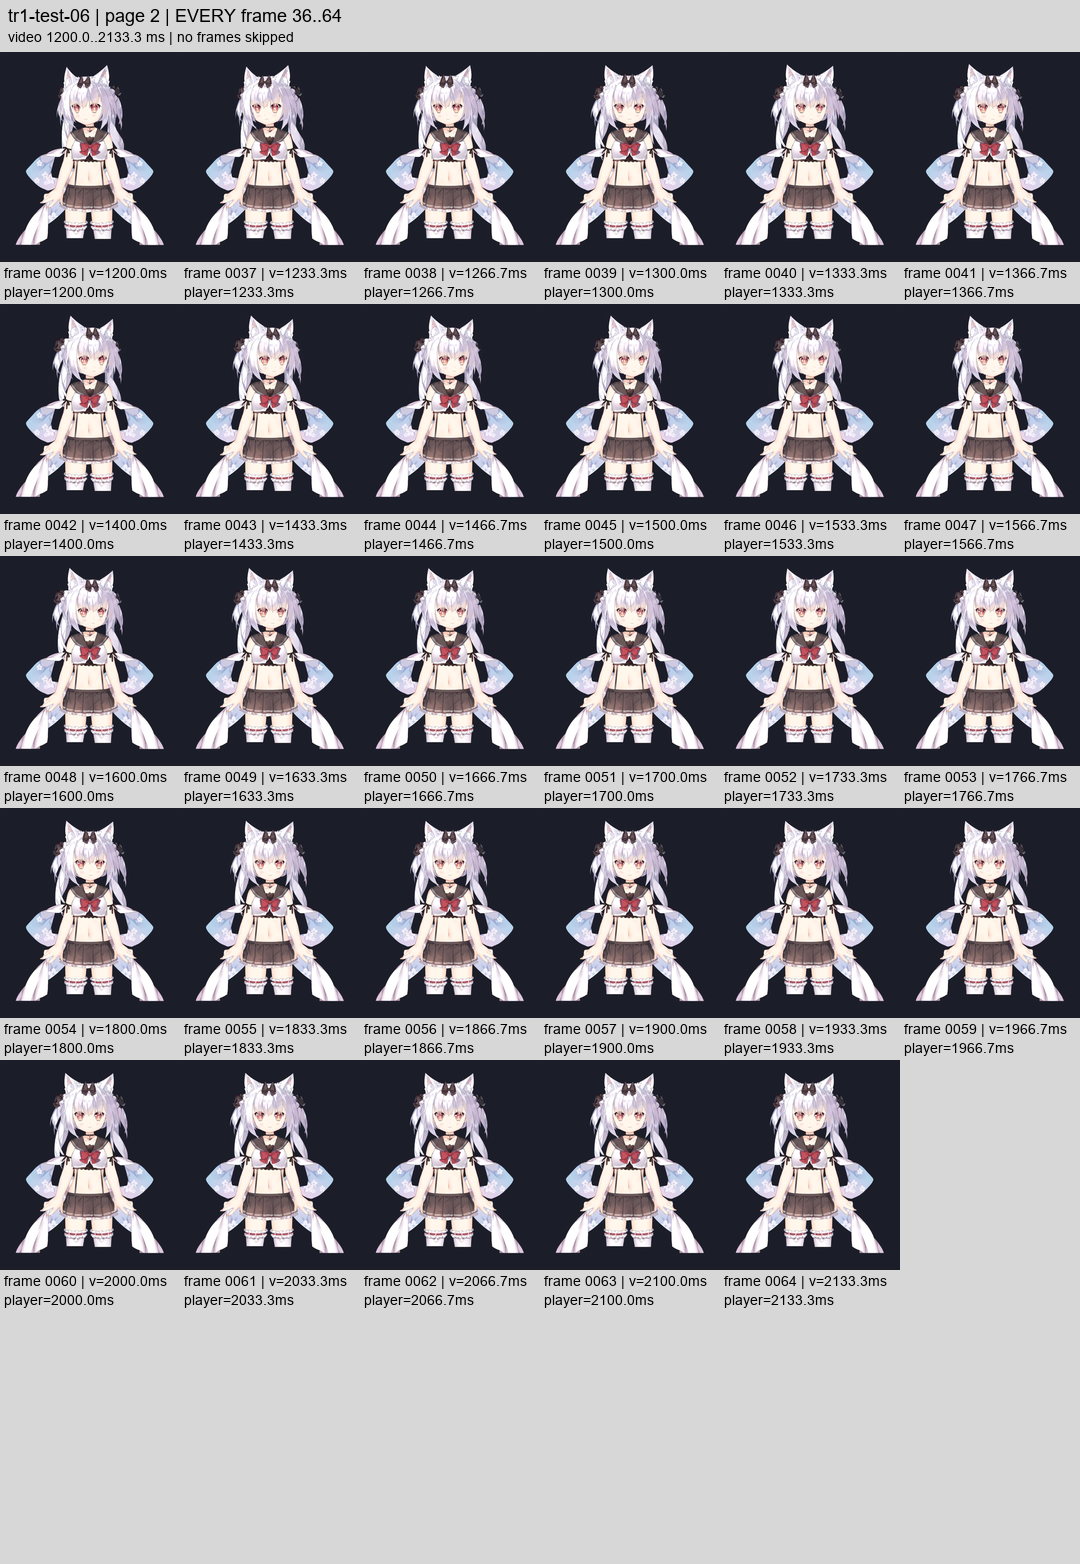 tr1-test-06 | page 2 | EVERY frame 36..64
video 1200.0..2133.3 ms | no frames skipped
frame 0036 | v=1200.0ms
player=1200.0ms
frame 0037 | v=1233.3ms
player=1233.3ms
frame 0038 | v=1266.7ms
player=1266.7ms
frame 0039 | v=1300.0ms
player=1300.0ms
frame 0040 | v=1333.3ms
player=1333.3ms
frame 0041 | v=1366.7ms
player=1366.7ms
frame 0042 | v=1400.0ms
player=1400.0ms
frame 0043 | v=1433.3ms
player=1433.3ms
frame 0044 | v=1466.7ms
player=1466.7ms
frame 0045 | v=1500.0ms
player=1500.0ms
frame 0046 | v=1533.3ms
player=1533.3ms
frame 0047 | v=1566.7ms
player=1566.7ms
frame 0048 | v=1600.0ms
player=1600.0ms
frame 0049 | v=1633.3ms
player=1633.3ms
frame 0050 | v=1666.7ms
player=1666.7ms
frame 0051 | v=1700.0ms
player=1700.0ms
frame 0052 | v=1733.3ms
player=1733.3ms
frame 0053 | v=1766.7ms
player=1766.7ms
frame 0054 | v=1800.0ms
player=1800.0ms
frame 0055 | v=1833.3ms
player=1833.3ms
frame 0056 | v=1866.7ms
player=1866.7ms
frame 0057 | v=1900.0ms
player=1900.0ms
frame 0058 | v=1933.3ms
player=1933.3ms
frame 0059 | v=1966.7ms
player=1966.7ms
frame 0060 | v=2000.0ms
player=2000.0ms
frame 0061 | v=2033.3ms
player=2033.3ms
frame 0062 | v=2066.7ms
player=2066.7ms
frame 0063 | v=2100.0ms
player=2100.0ms
frame 0064 | v=2133.3ms
player=2133.3ms